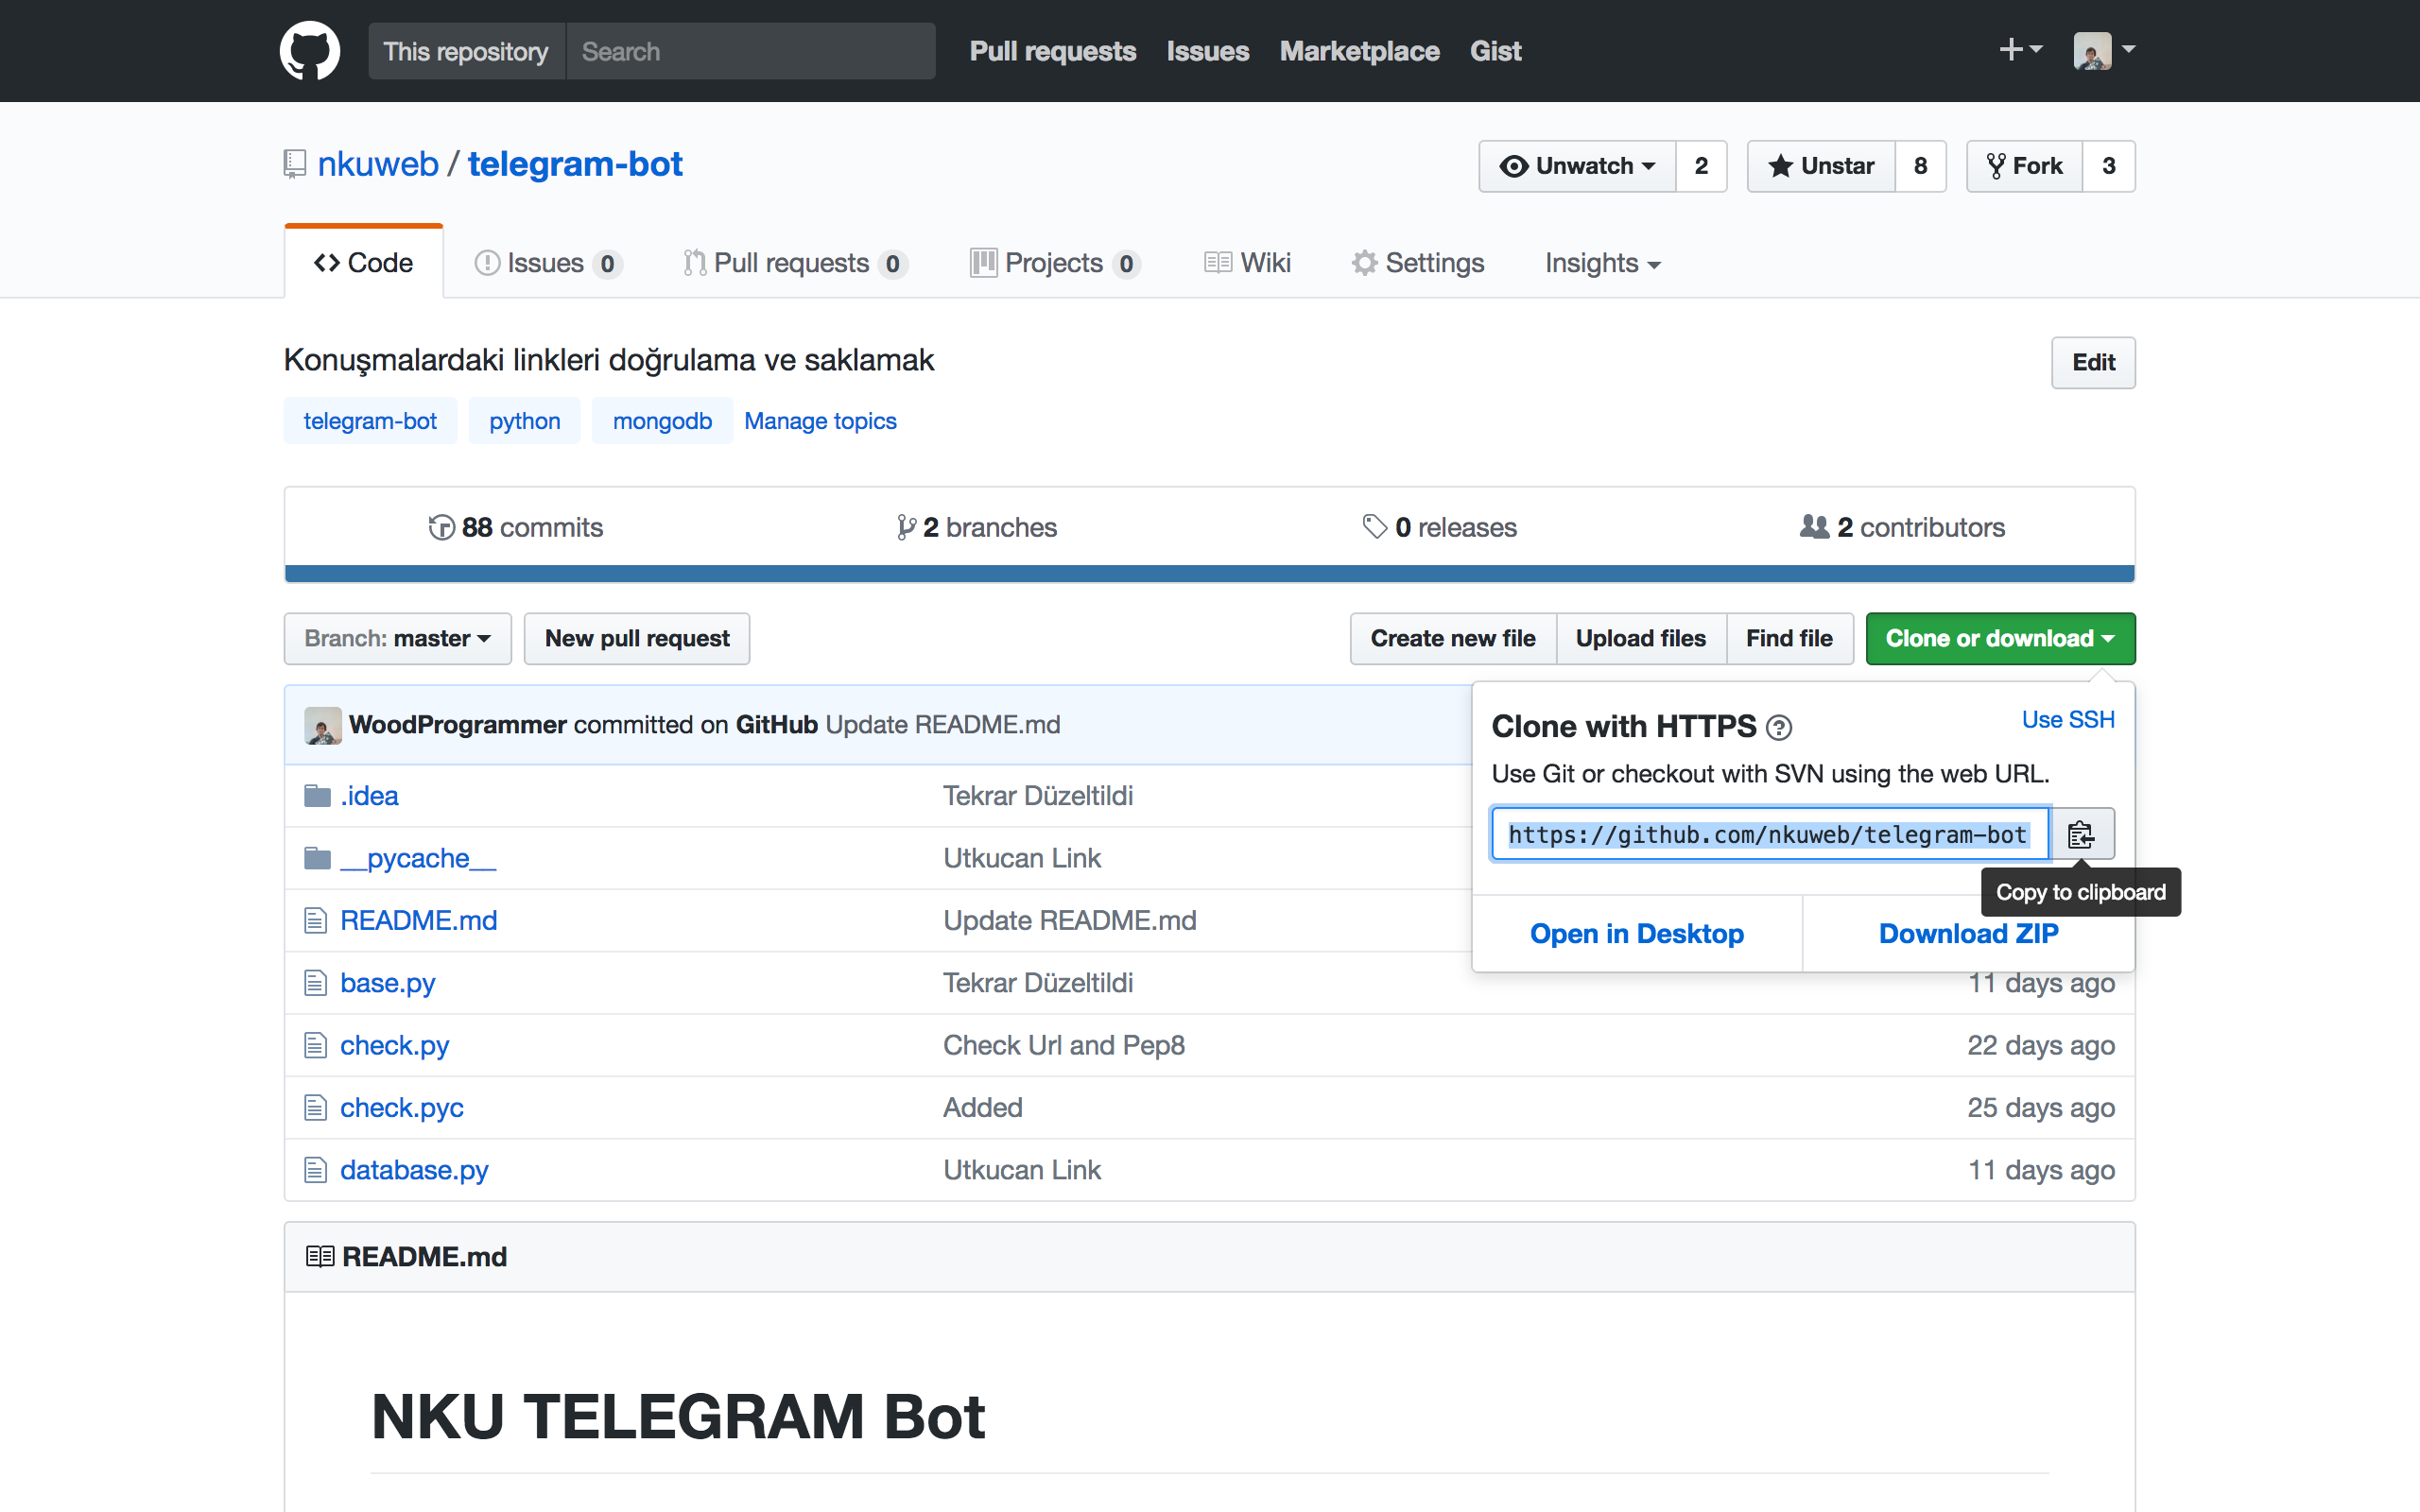 This repository Search Pull requests Issues Marketplace Gist
nkuweb / telegram-bot Unwatch 2 Unstar 8 Fork 3
Code Issues 0 Pull requests 0 Projects 0 Wiki Settings Insights
Konuşmalardaki linkleri doğrulama ve saklamak Edit
telegram-bot python mongodb Manage topics
88 commits 2 branches 0 releases 2 contributors
Branch: master New pull request Create new file Upload files Find file Clone or download
WoodProgrammer committed on GitHub Update README.md
Clone with HTTPS Use SSH
Use Git or checkout with SVN using the web URL.
https://github.com/nkuweb/telegram-bot
Copy to clipboard
Open in Desktop Download ZIP
.idea Tekrar Düzeltildi
__pycache__ Utkucan Link
README.md Update README.md
base.py Tekrar Düzeltildi 11 days ago
check.py Check Url and Pep8 22 days ago
check.pyc Added 25 days ago
database.py Utkucan Link 11 days ago
README.md
NKU TELEGRAM Bot